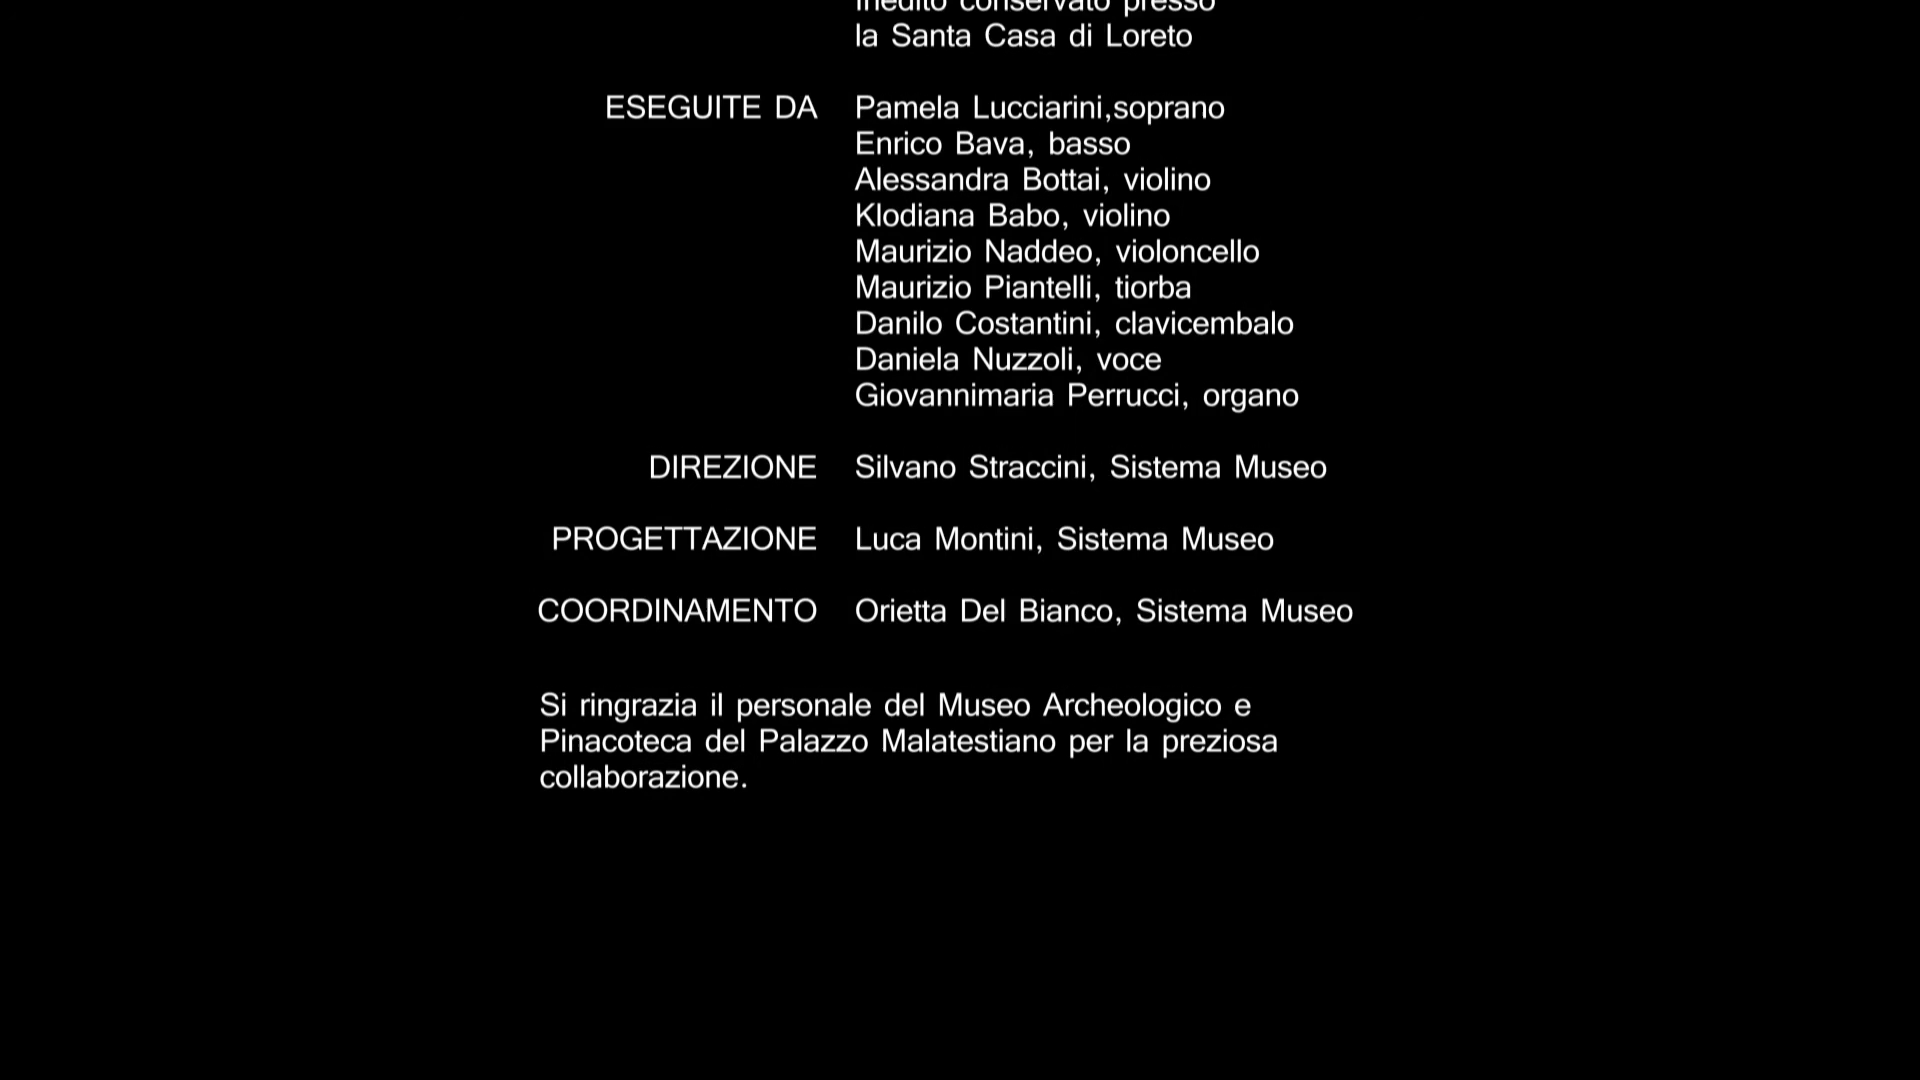 inedito conservato presso
la Santa Casa di Loreto
ESEGUITE DA Pamela Lucciarini,soprano
Enrico Bava, basso
Alessandra Bottai, violino
Klodiana Babo, violino
Maurizio Naddeo, violoncello
Maurizio Piantelli, tiorba
Danilo Costantini, clavicembalo
Daniela Nuzzoli, voce
Giovannimaria Perrucci, organo
DIREZIONE Silvano Straccini, Sistema Museo
PROGETTAZIONE Luca Montini, Sistema Museo
COORDINAMENTO Orietta Del Bianco, Sistema Museo
Si ringrazia il personale del Museo Archeologico e
Pinacoteca del Palazzo Malatestiano per la preziosa
collaborazione.